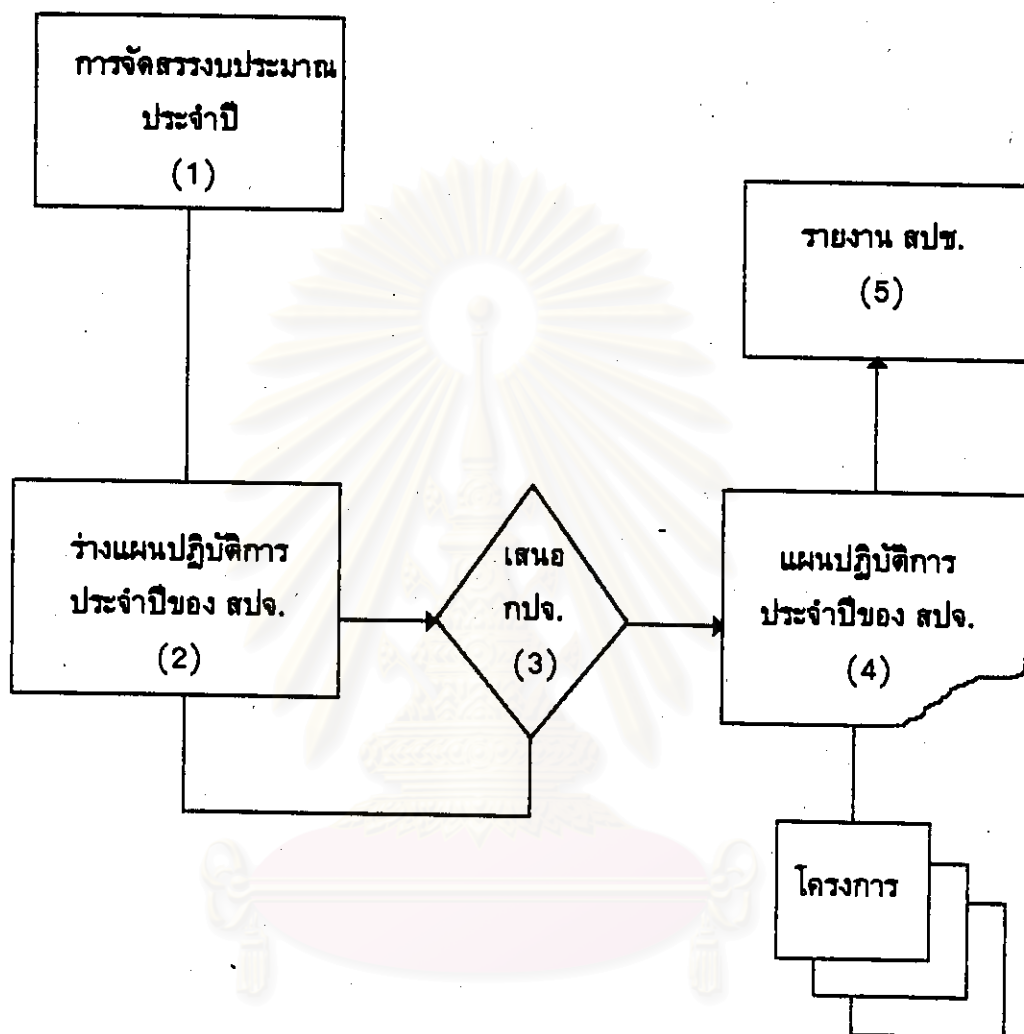 การจัดสรรงบประมาณ
ประจำปี
(1)
รายงาน สปช.
(5)
ร่างแผนปฏิบัติการ
ประจำปีของ สปจ.
(2)
เสนอ
กปจ.
(3)
แผนปฏิบัติการ
ประจำปีของ สปจ.
(4)
โครงการ